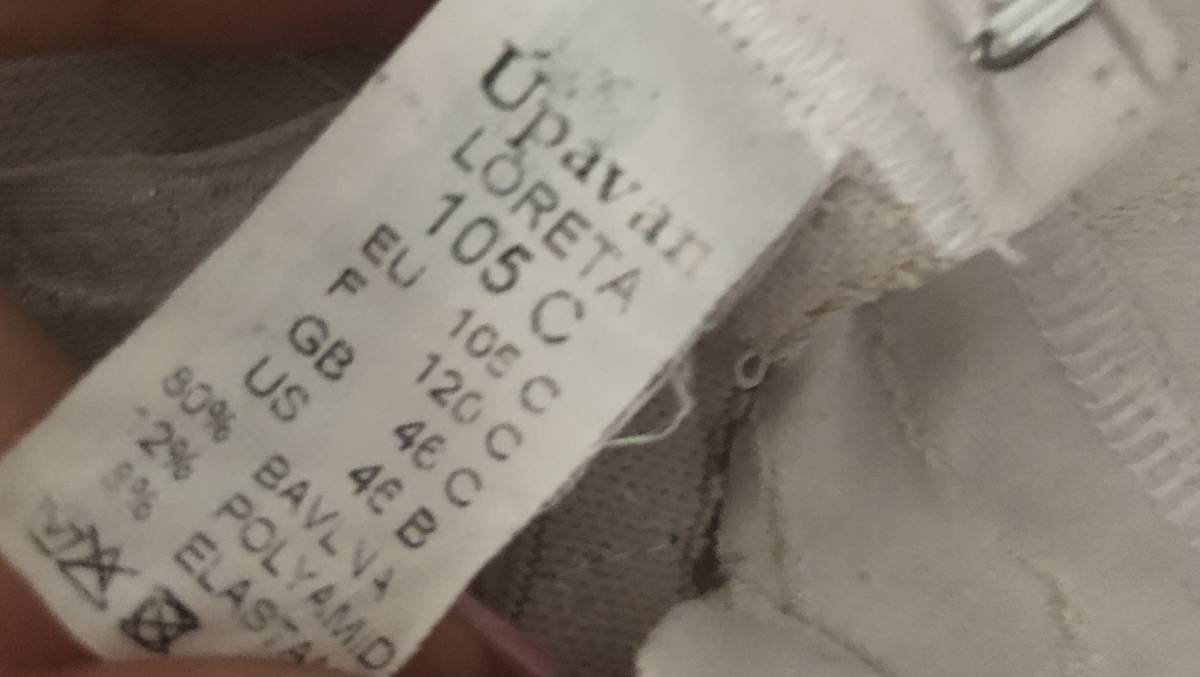 Úpavan
LORETA
105 C
EU 105 C
F 120 C
GB 46 C
US 46 B
80% BAVLNA
12% POLYAMID
8% ELASTAN